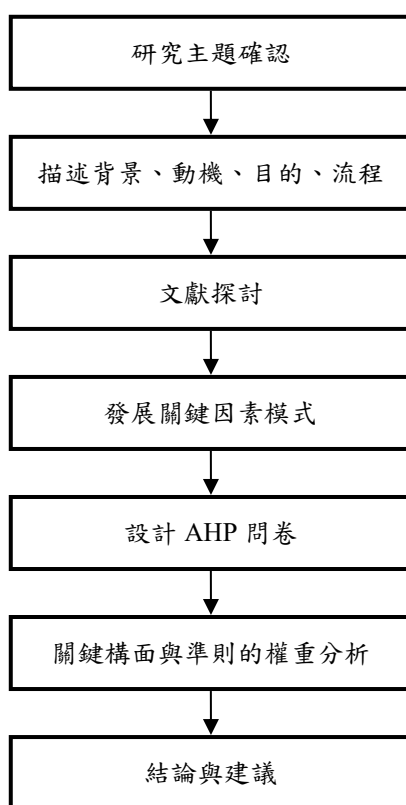 研究主題確認
描述背景、動機、目的、流程
文獻探討
發展關鍵因素模式
設計 AHP 問卷
關鍵構面與準則的權重分析
結論與建議